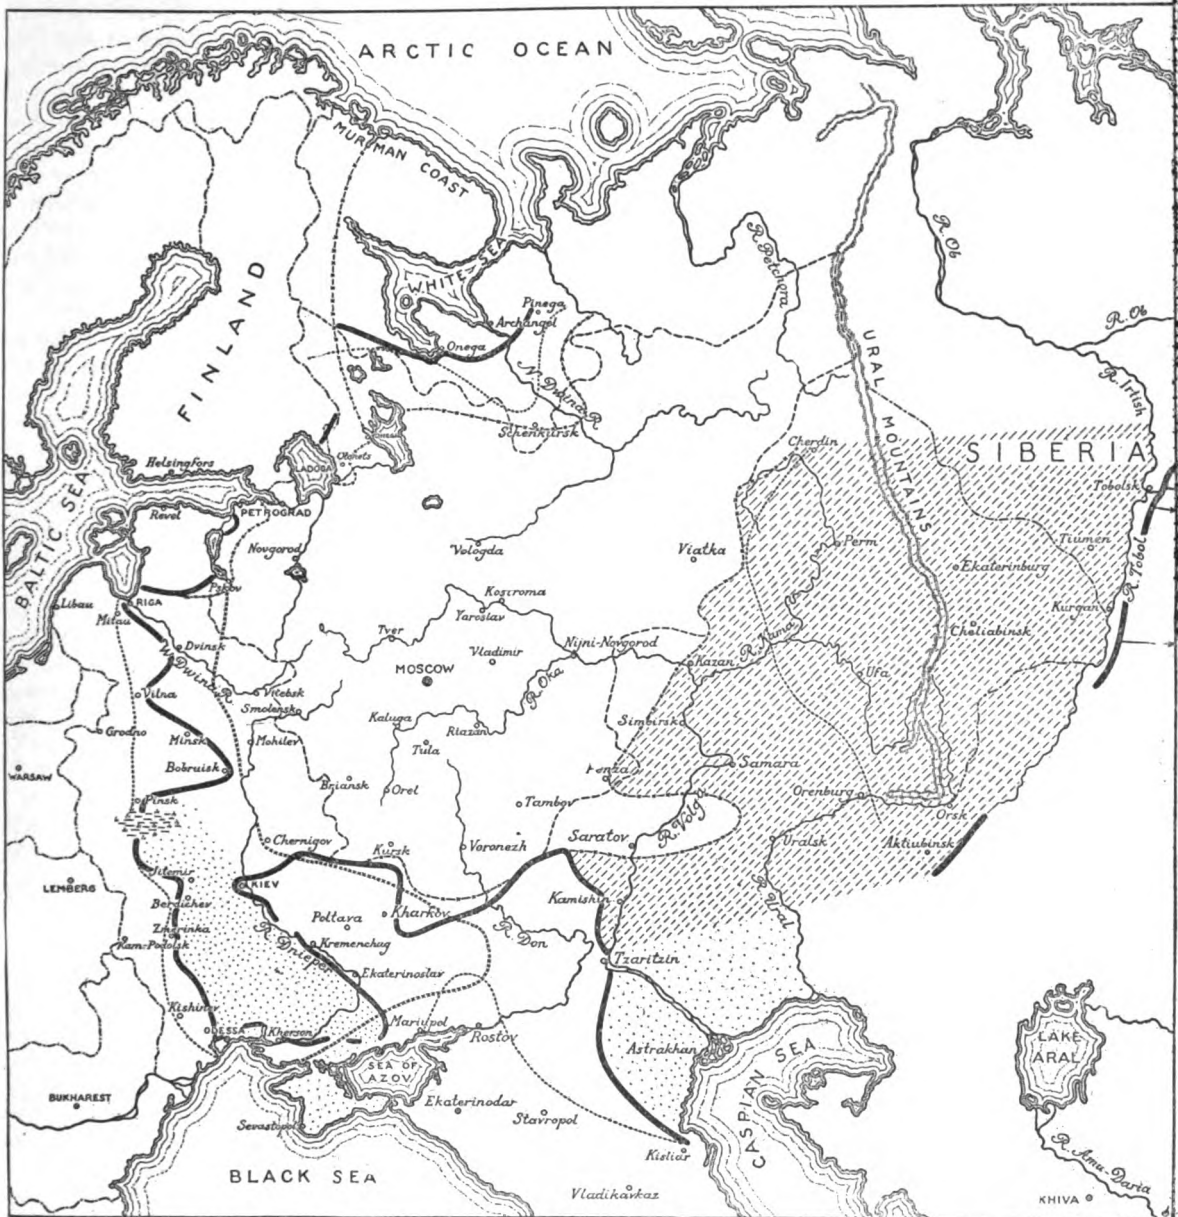 ARCTIC OCEAN
MURMAN COAST
WHITE SEA
R. Petchora
R. Ob
R. Ob
R. Irtish
FINLAND
Pinega
Archangel
Onega
N. Dwina R.
URAL MOUNTAINS
Schenkursk
Cherdin
SIBERIA
Tobolsk
Helsingfors
LADOGA
Olonets
BALTIC SEA
Revel
PETROGRAD
Novgorod
Vologda
Viatka
Perm
Tiumen
R. Tobol
Ekaterinburg
Pskov
Libau
RIGA
Mitau
Kostroma
Yaroslav
Kurgan
Cheliabinsk
Tver
Nijni-Novgorod
R. Kama
Dvinsk
W. Dwina R.
Vladimir
MOSCOW
R. Oka
Kazan
Ufa
Vilna
Vitebsk
Smolensk
Kaluga
Riazan
Simbirsk
Grodno
Minsk
Mohilev
Tula
WARSAW
Bobruisk
Briansk
Orel
Penza
Samara
Pinsk
Tambov
R. Volga
Orenburg
Orsk
Chernigov
Kursk
Voronezh
Saratov
Uralsk
Aktiubinsk
Jitomir
LEMBERG
KIEV
R. Ural
Berdichev
Kharkov
Kamishin
Poltava
Zmerinka
Kam-Podolsk
R. Dnieper
Kremenchug
R. Don
Tzaritzin
Ekaterinoslav
Kishinev
ODESSA
Kherson
Mariupol
Rostov
Astrakhan
CASPIAN SEA
LAKE ARAL
SEA OF AZOV
BUKHAREST
Ekaterinodar
Stavropol
Sevastopol
Kisliar
R. Amu-Daria
BLACK SEA
Vladikavkaz
KHIVA